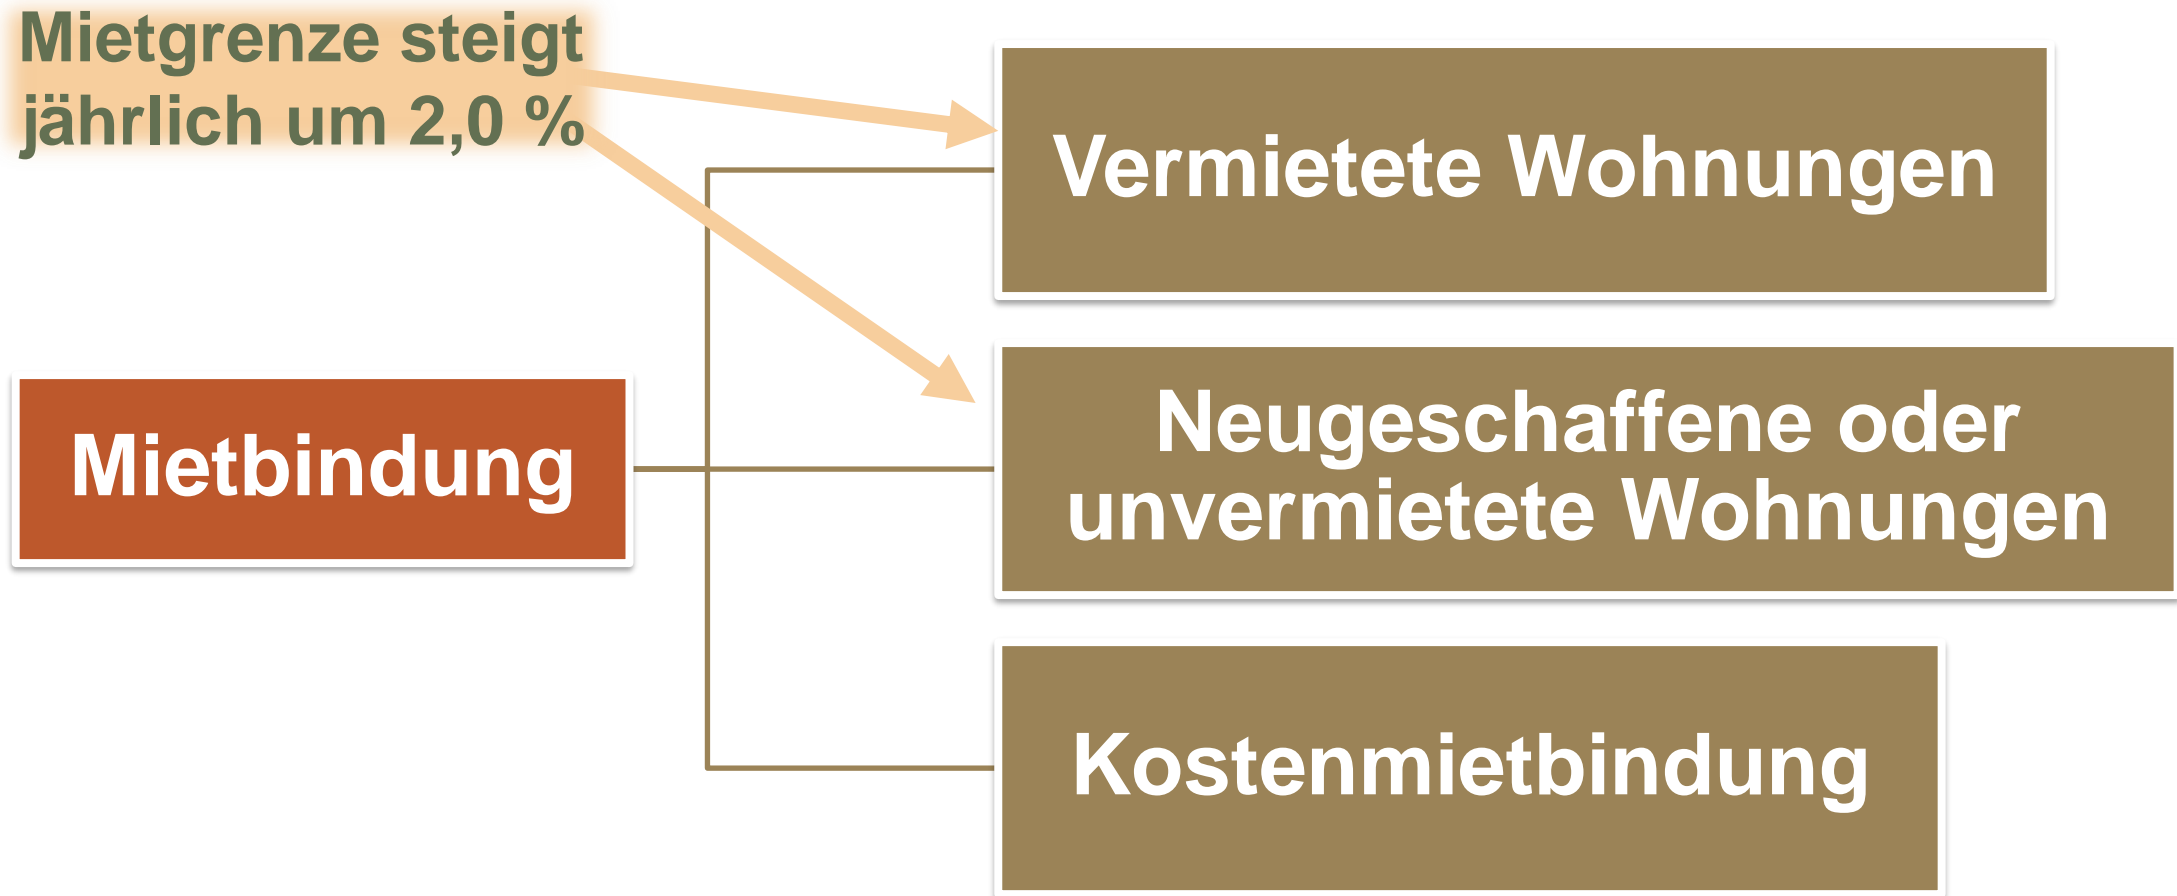 Mietgrenze steigt
jährlich um 2,0 %
Vermietete Wohnungen
Mietbindung
Neugeschaffene oder
unvermietete Wohnungen
Kostenmietbindung